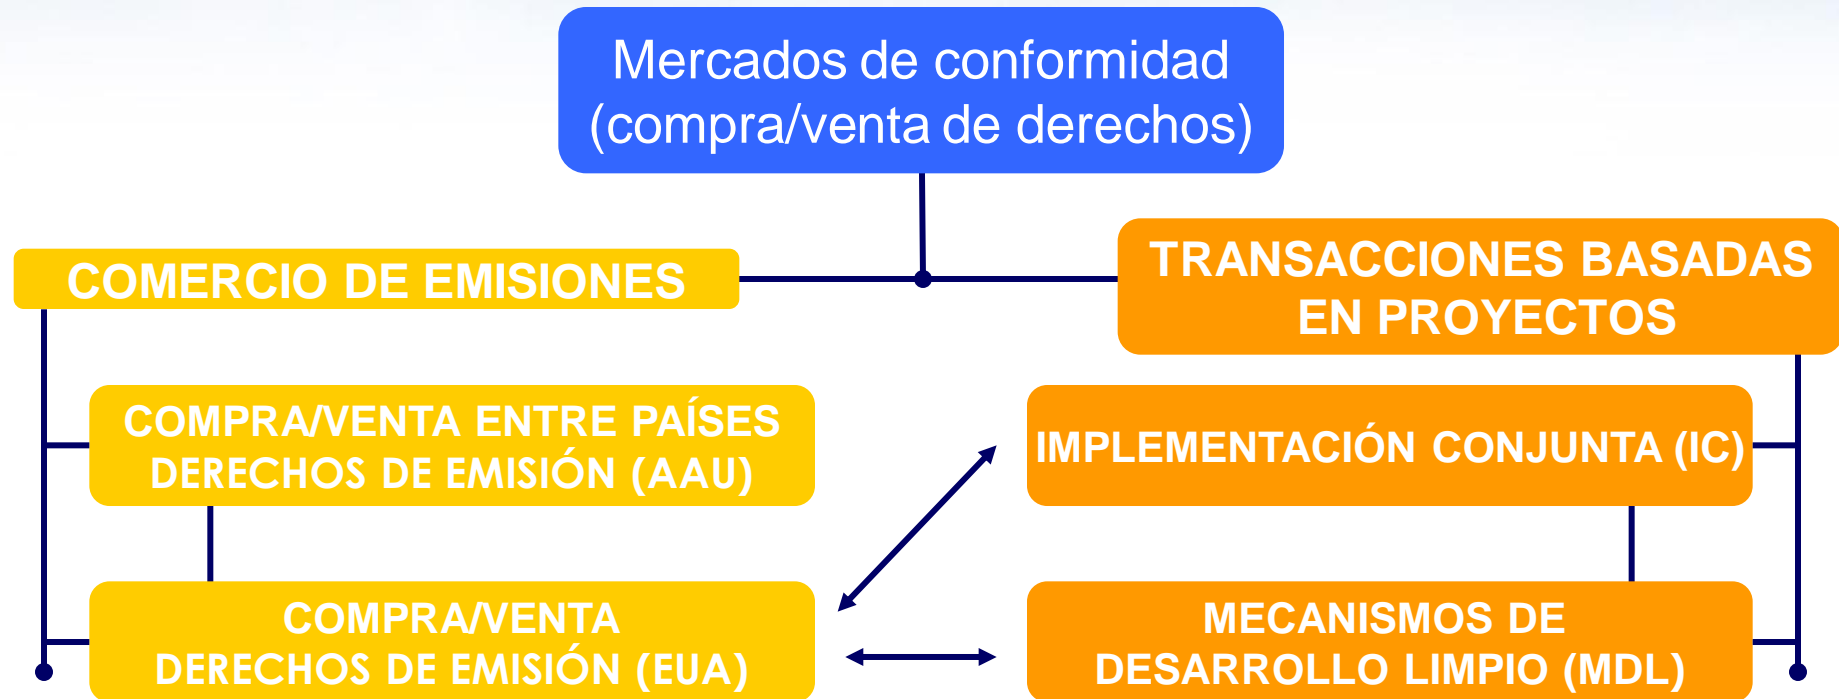 Mercados de conformidad
(compra/venta de derechos)
COMERCIO DE EMISIONES
TRANSACCIONES BASADAS
EN PROYECTOS
COMPRA/VENTA ENTRE PAÍSES
DERECHOS DE EMISIÓN (AAU)
IMPLEMENTACIÓN CONJUNTA (IC)
COMPRA/VENTA
DERECHOS DE EMISIÓN (EUA)
MECANISMOS DE
DESARROLLO LIMPIO (MDL)